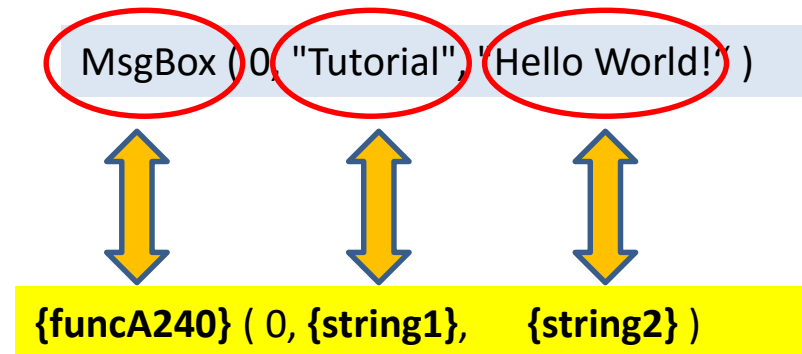 MsgBox ( 0, "Tutorial", "Hello World!“ )
{funcA240} ( 0, {string1}, {string2} )